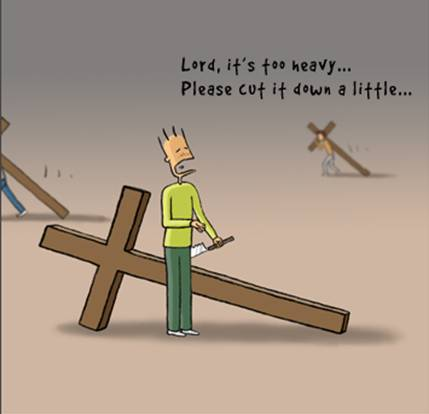 Lord, it's too heavy...
Please cut it down a little...